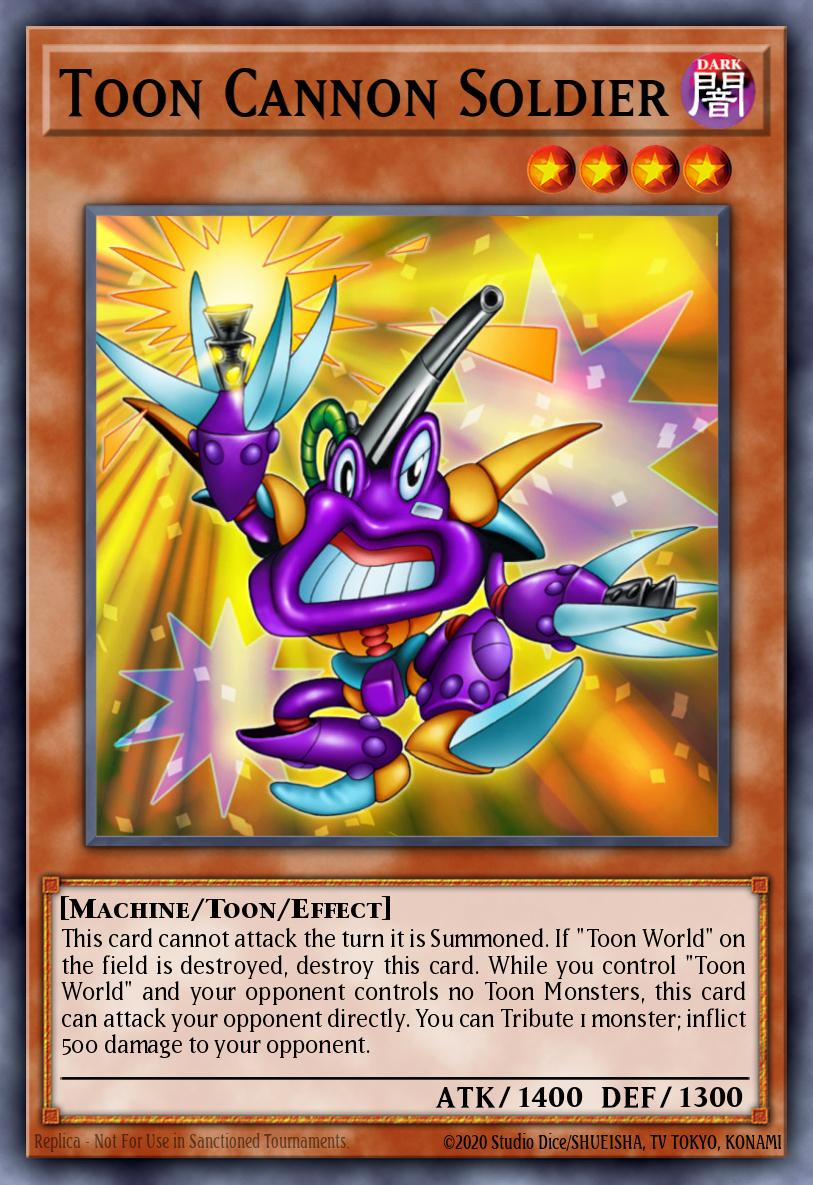 Toon Cannon Soldier
DARK
闇
[Machine/Toon/Effect]
This card cannot attack the turn it is Summoned. If "Toon World" on
the field is destroyed, destroy this card. While you control "Toon
World" and your opponent controls no Toon Monsters, this card
can attack your opponent directly. You can Tribute 1 monster; inflict
500 damage to your opponent.
ATK/1400 DEF/1300
Replica - Not For Use in Sanctioned Tournaments.
©2020 Studio Dice/SHUEISHA, TV TOKYO, KONAMI